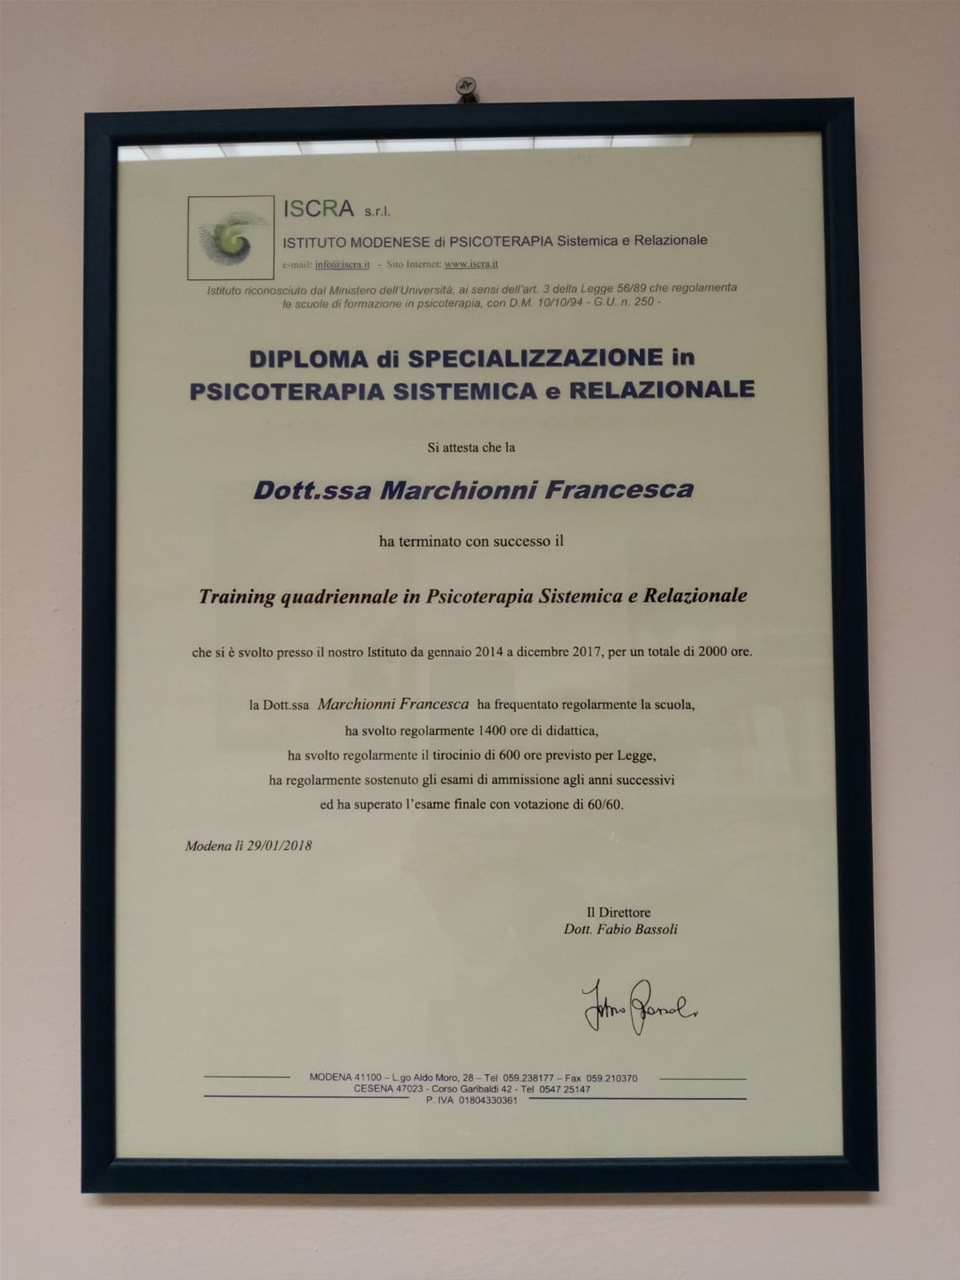 ISCRA s.r.l.
ISTITUTO MODENESE di PSICOTERAPIA Sistemica e Relazionale
e-mail: info@iscra.it - Sito Internet: www.iscra.it
Istituto riconosciuto dal Ministero dell'Università, ai sensi dell'art. 3 della Legge 56/89 che regolamenta
le scuole di formazione in psicoterapia, con D.M. 10/10/94 - G.U. n. 250 -
DIPLOMA di SPECIALIZZAZIONE in
PSICOTERAPIA SISTEMICA e RELAZIONALE
Si attesta che la
Dott.ssa Marchionni Francesca
ha terminato con successo il
Training quadriennale in Psicoterapia Sistemica e Relazionale
che si è svolto presso il nostro Istituto da gennaio 2014 a dicembre 2017, per un totale di 2000 ore.
la Dott.ssa Marchionni Francesca ha frequentato regolarmente la scuola,
ha svolto regolarmente 1400 ore di didattica,
ha svolto regolarmente il tirocinio di 600 ore previsto per Legge,
ha regolarmente sostenuto gli esami di ammissione agli anni successivi
ed ha superato l'esame finale con votazione di 60/60.
Modena lì 29/01/2018
Il Direttore
Dott. Fabio Bassoli
MODENA 41100 – L.go Aldo Moro, 28 – Tel 059.238177 – Fax 059.210370
CESENA 47023 - Corso Garibaldi 42 - Tel 0547 25147
P. IVA 01804330361